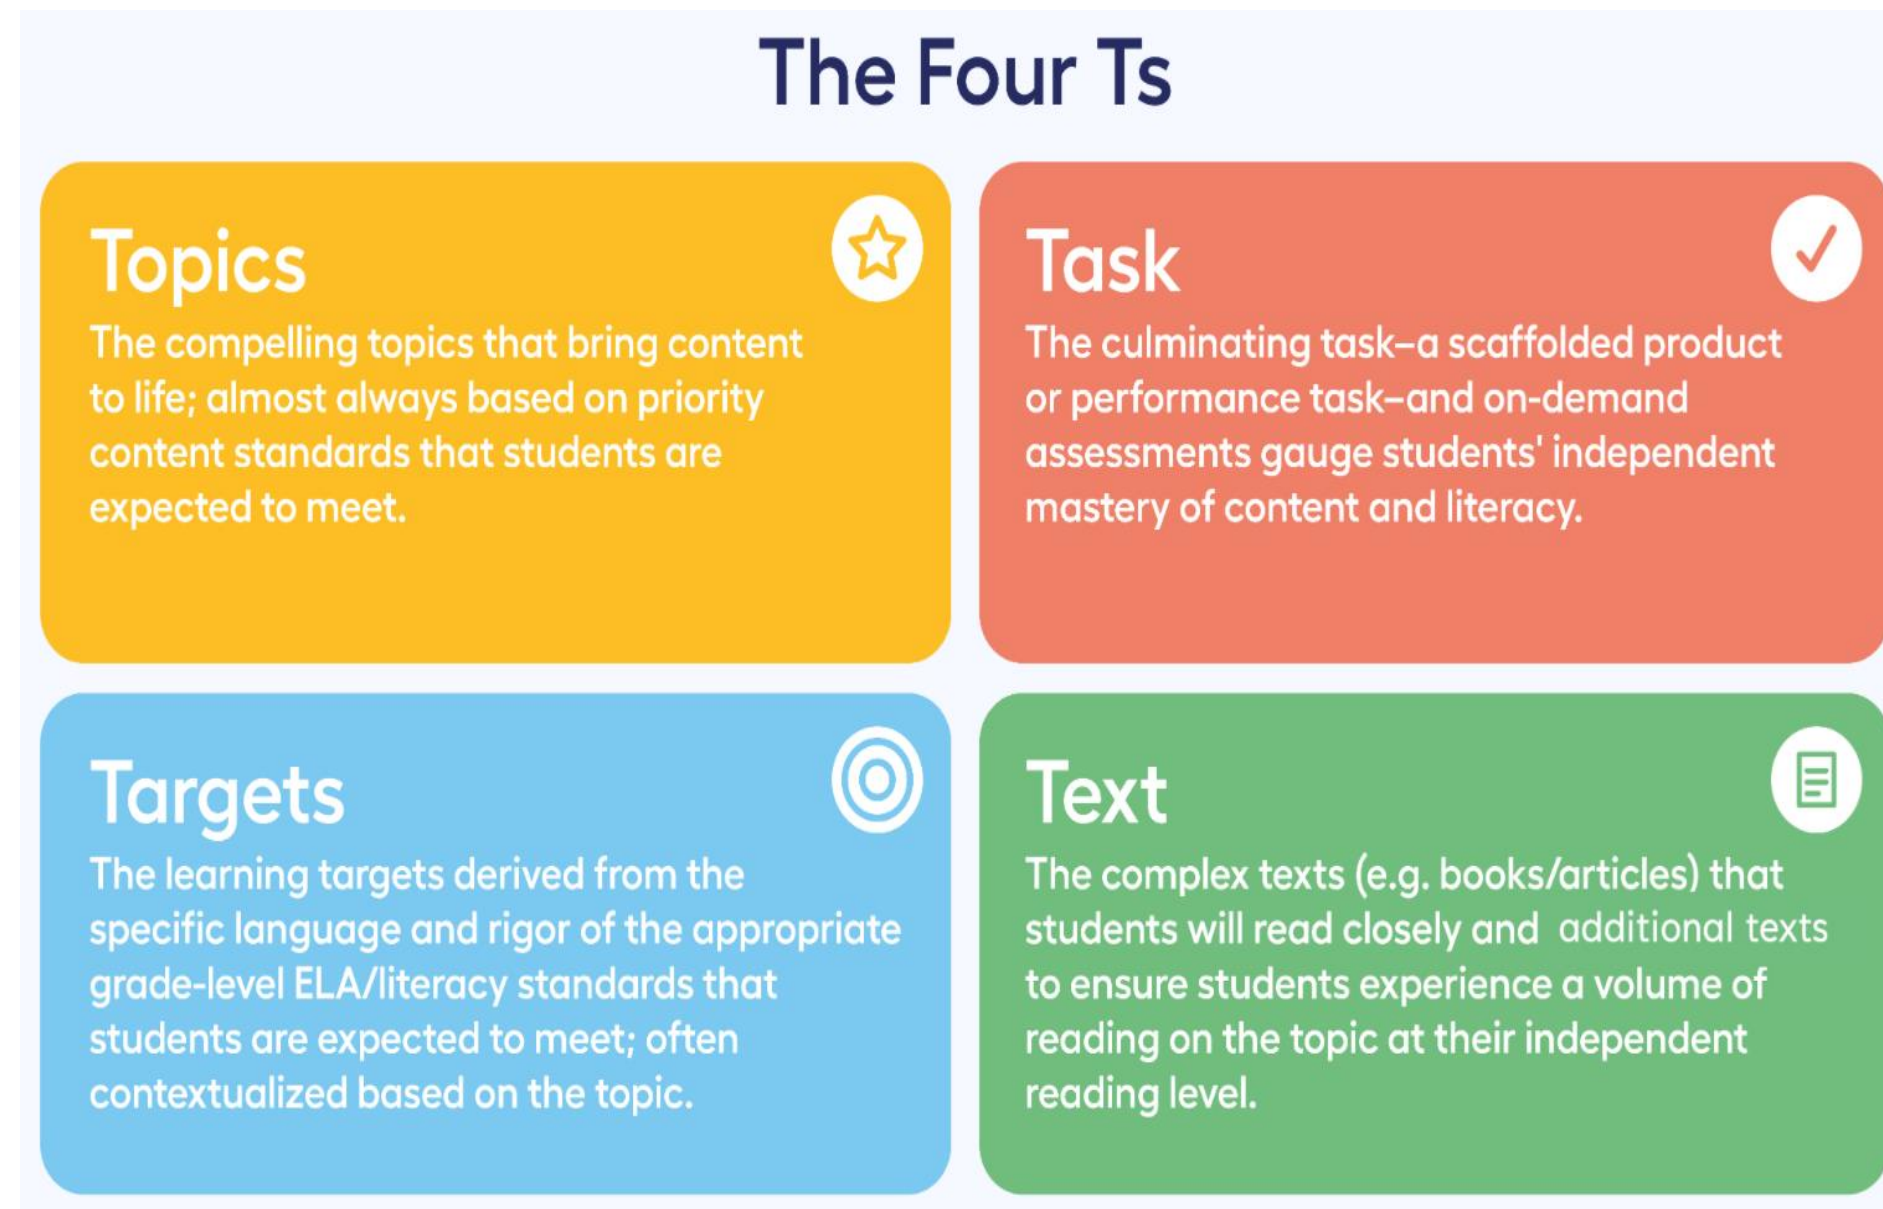 The Four Ts
Topics
The compelling topics that bring content
to life; almost always based on priority
content standards that students are
expected to meet.
Task
The culminating task–a scaffolded product
or performance task–and on-demand
assessments gauge students' independent
mastery of content and literacy.
Targets
The learning targets derived from the
specific language and rigor of the appropriate
grade-level ELA/literacy standards that
students are expected to meet; often
contextualized based on the topic.
Text
The complex texts (e.g. books/articles) that
students will read closely and additional texts
to ensure students experience a volume of
reading on the topic at their independent
reading level.